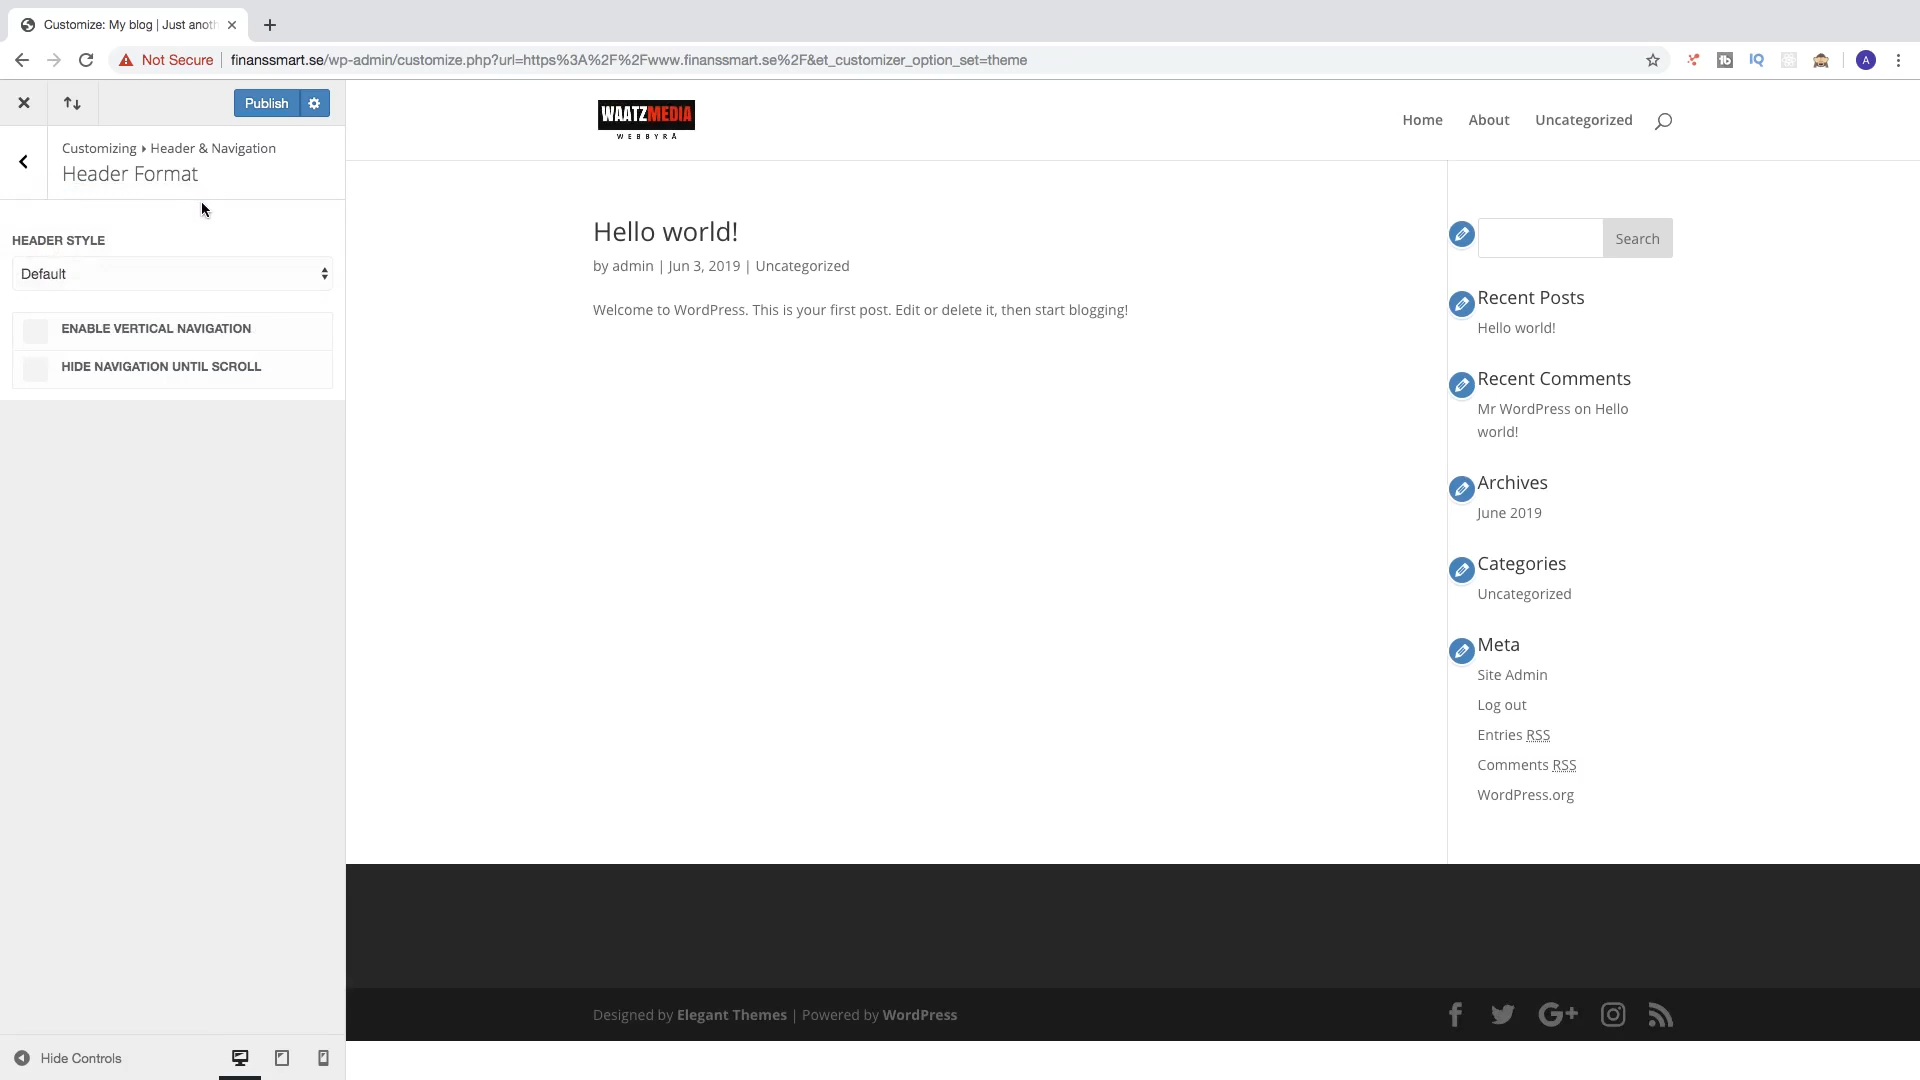 Customize: My blog | Just anoth
Not Secure
finanssmart.se/wp-admin/customize.php?url=https%3A%2F%2Fwww.finanssmart.se%2F&et_customizer_option_set=theme
tb
IQ
A
Publish
Customizing ▸ Header & Navigation
Header Format
HEADER STYLE
Default
ENABLE VERTICAL NAVIGATION
HIDE NAVIGATION UNTIL SCROLL
Hide Controls
WAATZMEDIA
WEBBYRÅ
Home
About
Uncategorized
Hello world!
by admin | Jun 3, 2019 | Uncategorized
Welcome to WordPress. This is your first post. Edit or delete it, then start blogging!
Search
Recent Posts
Hello world!
Recent Comments
Mr WordPress on Hello
world!
Archives
June 2019
Categories
Uncategorized
Meta
Site Admin
Log out
Entries RSS
Comments RSS
WordPress.org
Designed by Elegant Themes | Powered by WordPress
G+